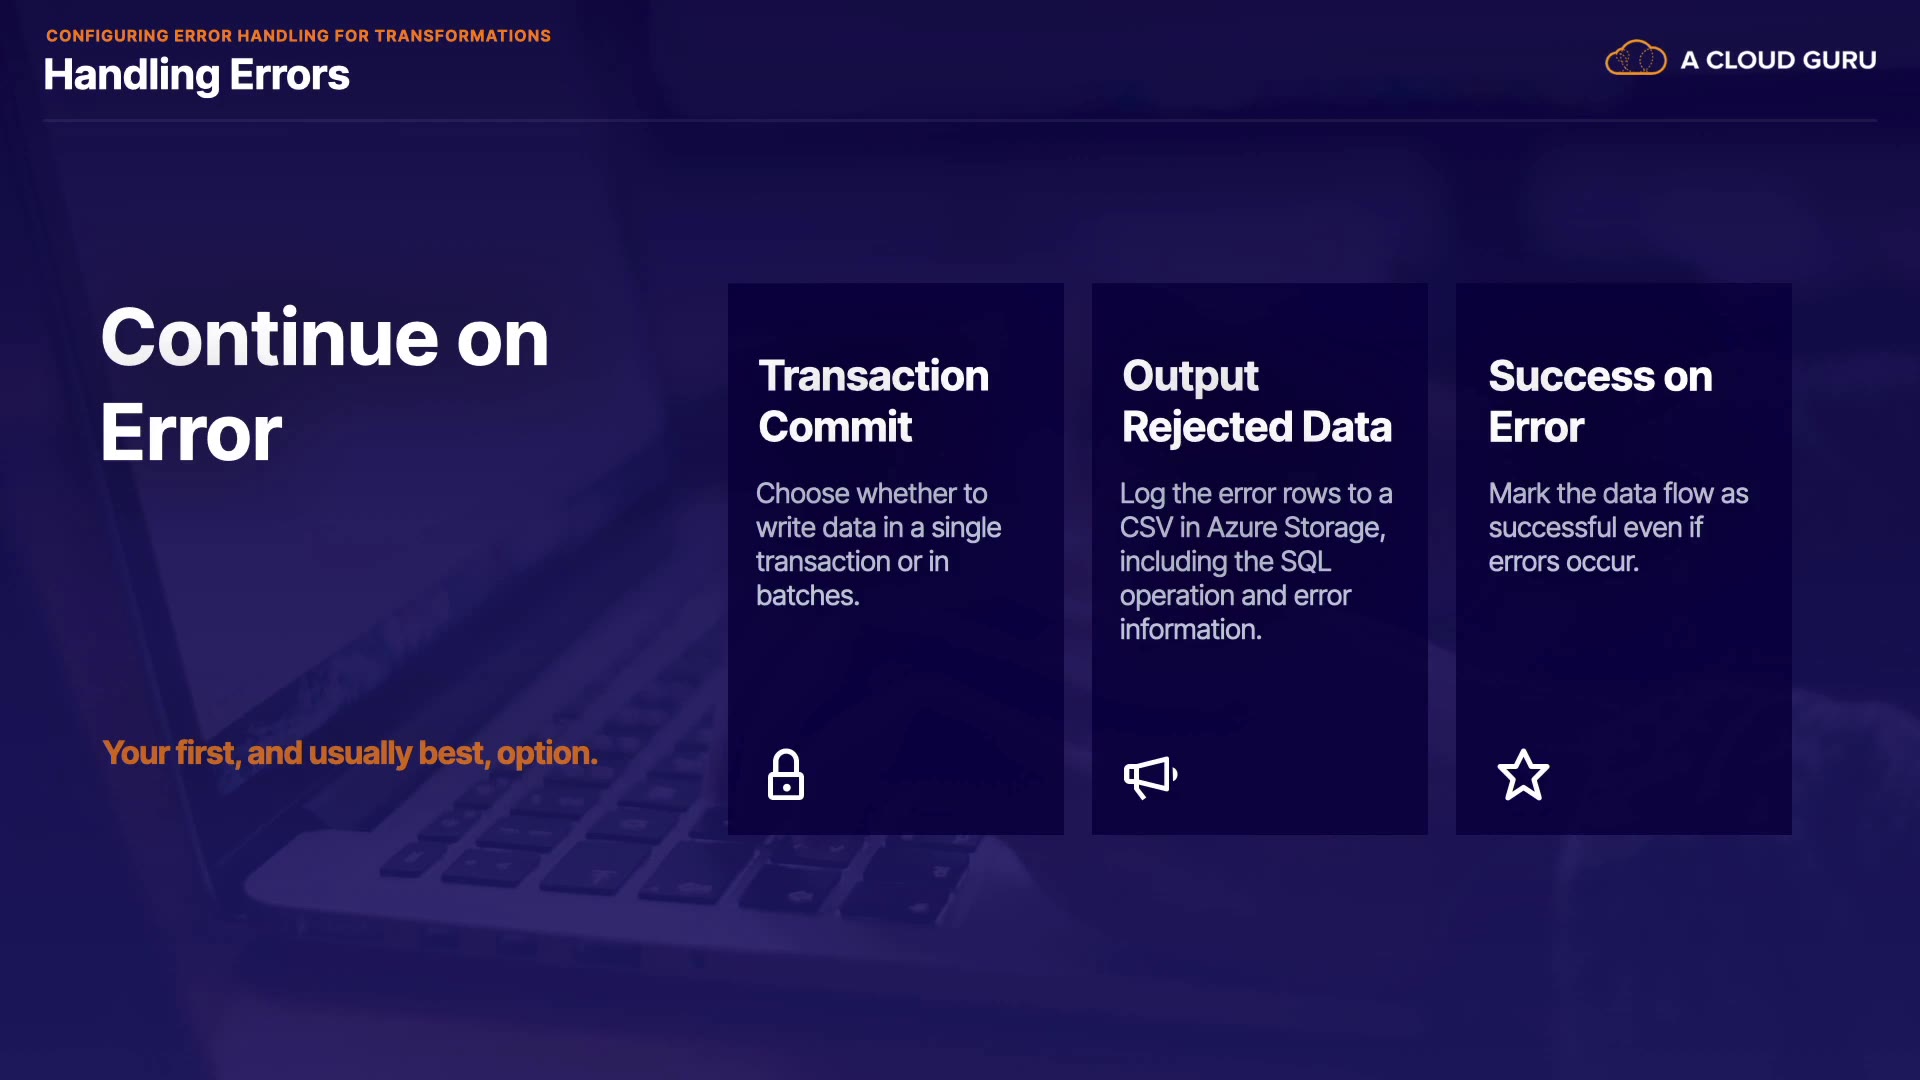 CONFIGURING ERROR HANDLING FOR TRANSFORMATIONS
Handling Errors
A CLOUD GURU
Continue on
Error
Your first, and usually best, option.
Transaction
Commit
Choose whether to
write data in a single
transaction or in
batches.
Output
Rejected Data
Log the error rows to a
CSV in Azure Storage,
including the SQL
operation and error
information.
Success on
Error
Mark the data flow as
successful even if
errors occur.